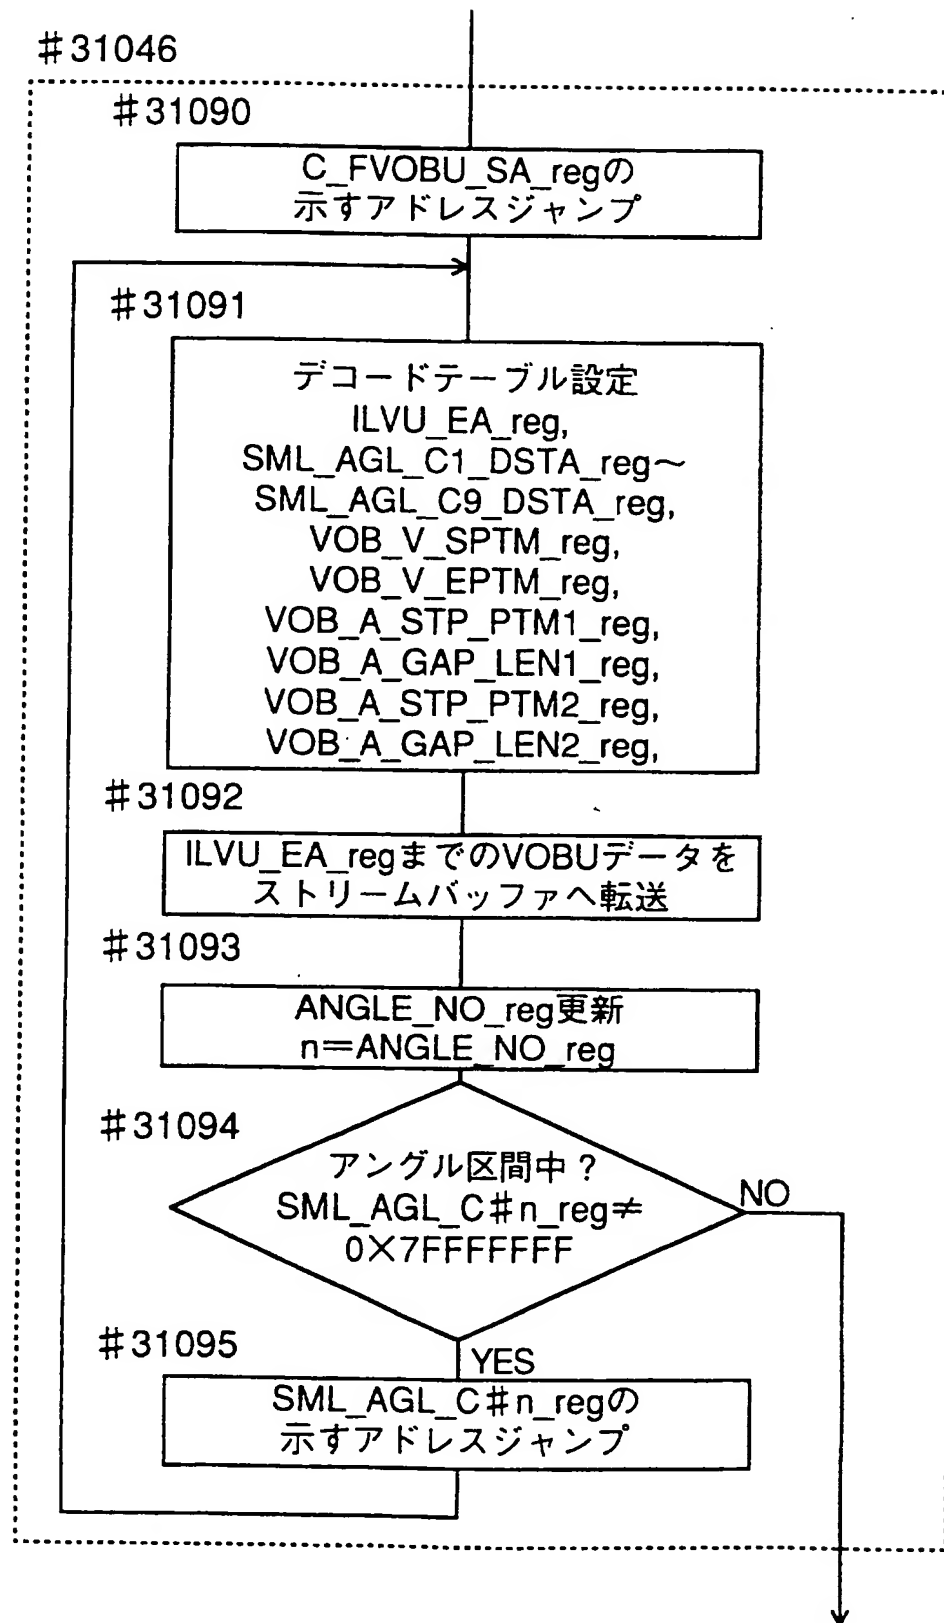 #31046
#31090
C_FVOBU_SA_regの
示すアドレスジャンプ
#31091
デコードテーブル設定
ILVU_EA_reg,
SML_AGL_C1_DSTA_reg～
SML_AGL_C9_DSTA_reg,
VOB_V_SPTM_reg,
VOB_V_EPTM_reg,
VOB_A_STP_PTM1_reg,
VOB_A_GAP_LEN1_reg,
VOB_A_STP_PTM2_reg,
VOB_A_GAP_LEN2_reg,
#31092
ILVU_EA_regまでのVOBUデータを
ストリームバッファへ転送
#31093
ANGLE_NO_reg更新
n=ANGLE_NO_reg
#31094
アングル区間中？
SML_AGL_C#n_reg≠
0×7FFFFFFF
NO
#31095
YES
SML_AGL_C#n_regの
示すアドレスジャンプ